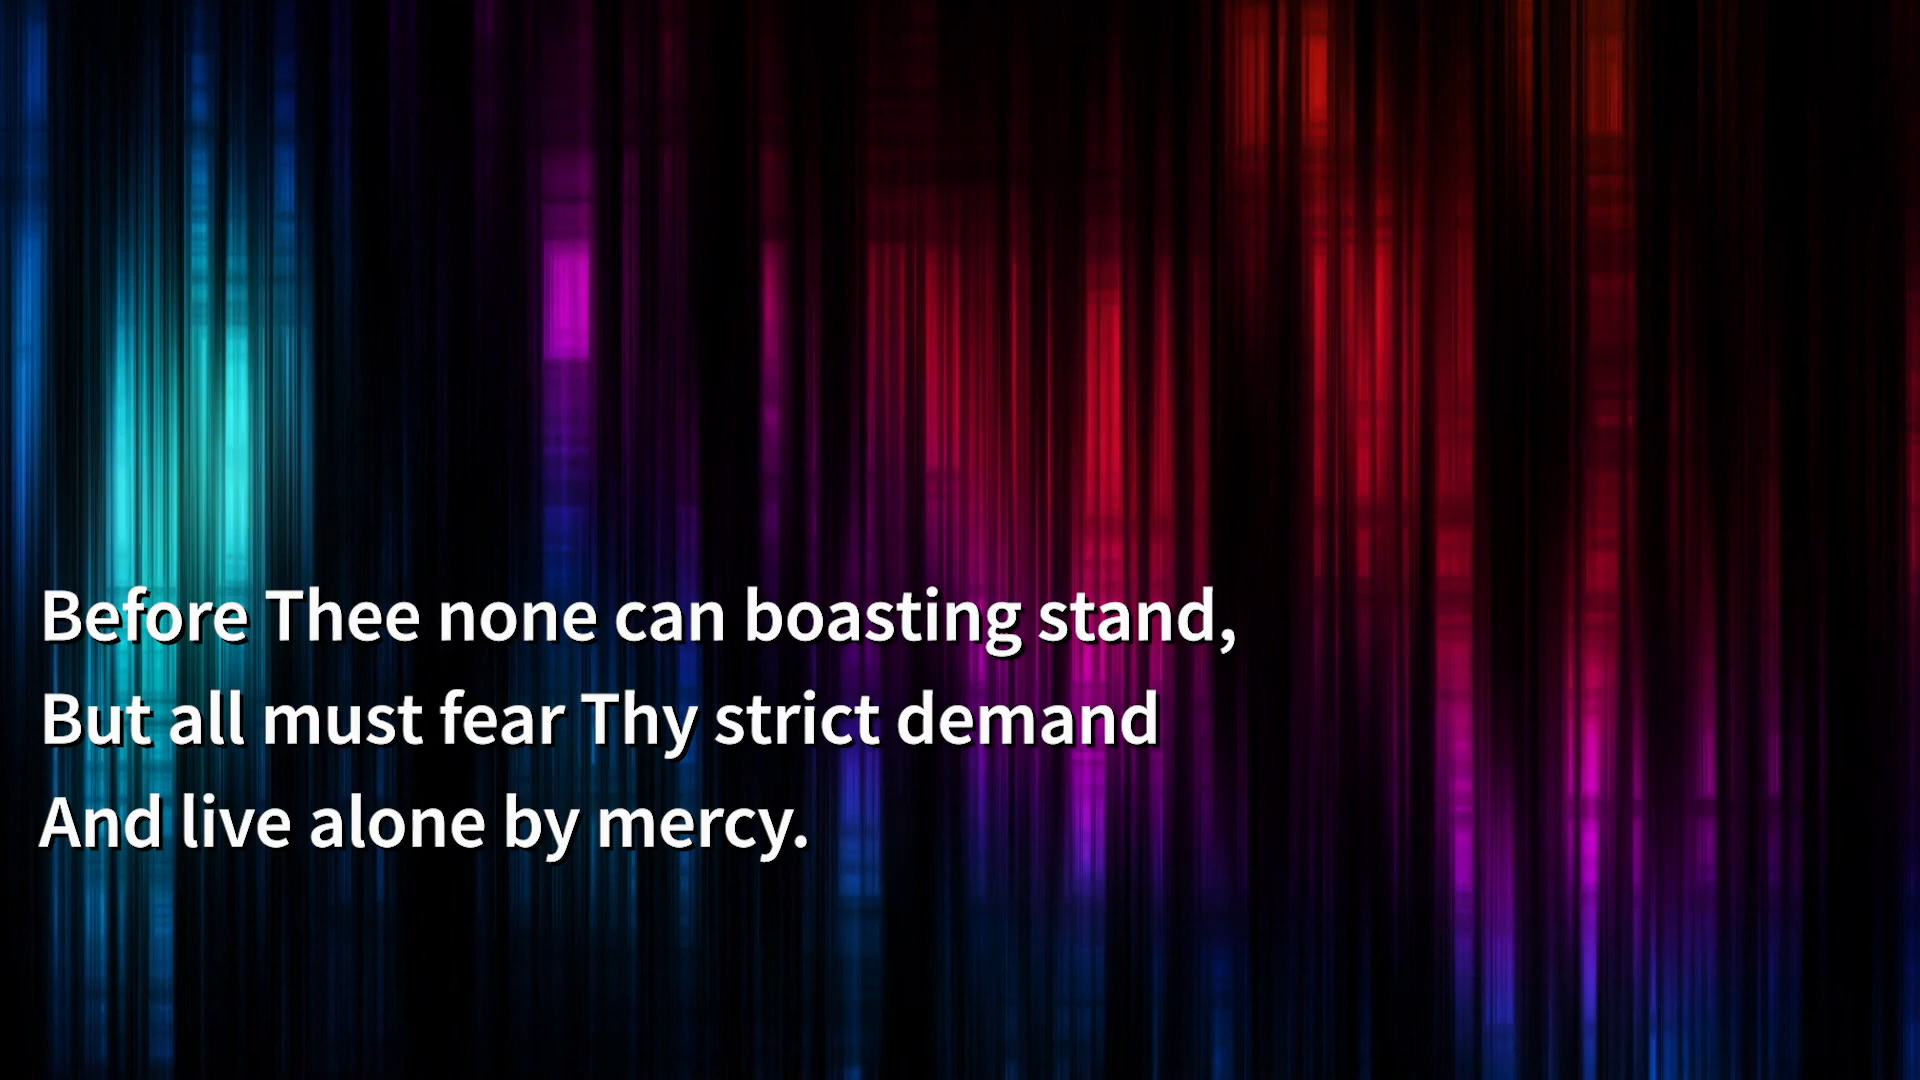 Before Thee none can boasting stand,
But all must fear Thy strict demand
And live alone by mercy.